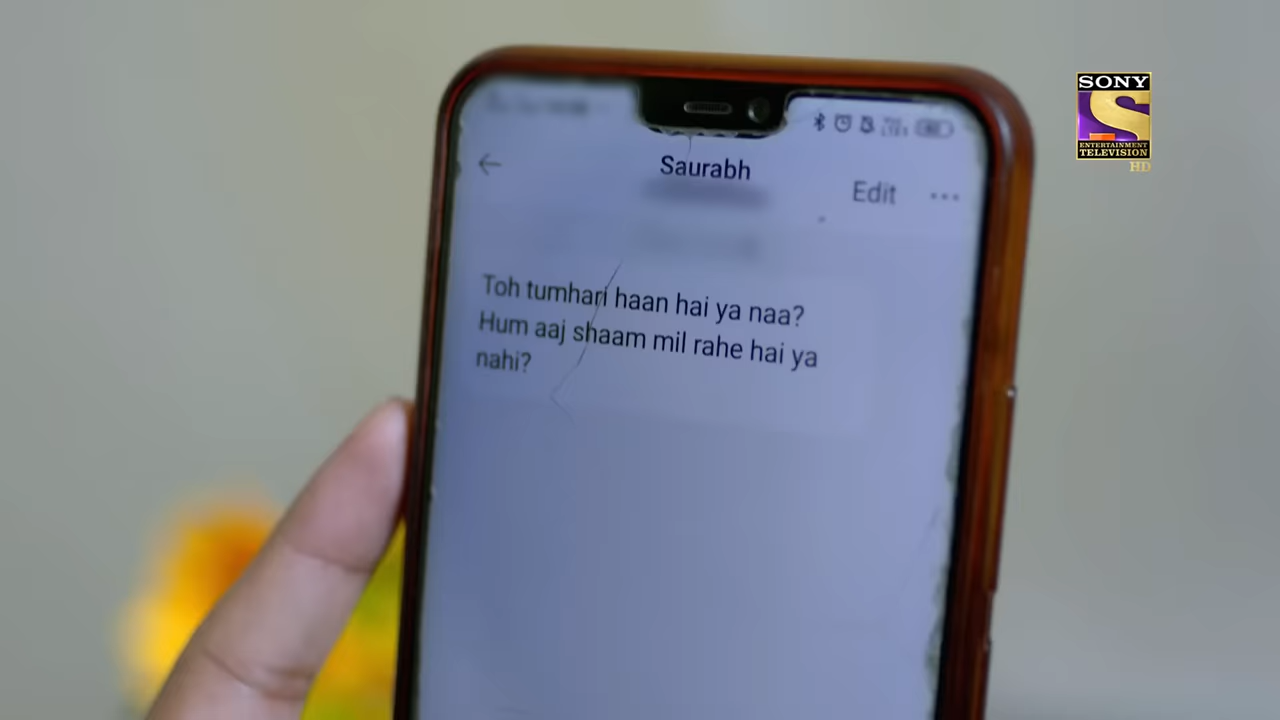 SONY
ENTERTAINMENT
TELEVISION
HD
Saurabh
Edit
Toh tumhari haan hai ya naa?
Hum aaj shaam mil rahe hai ya
nahi?